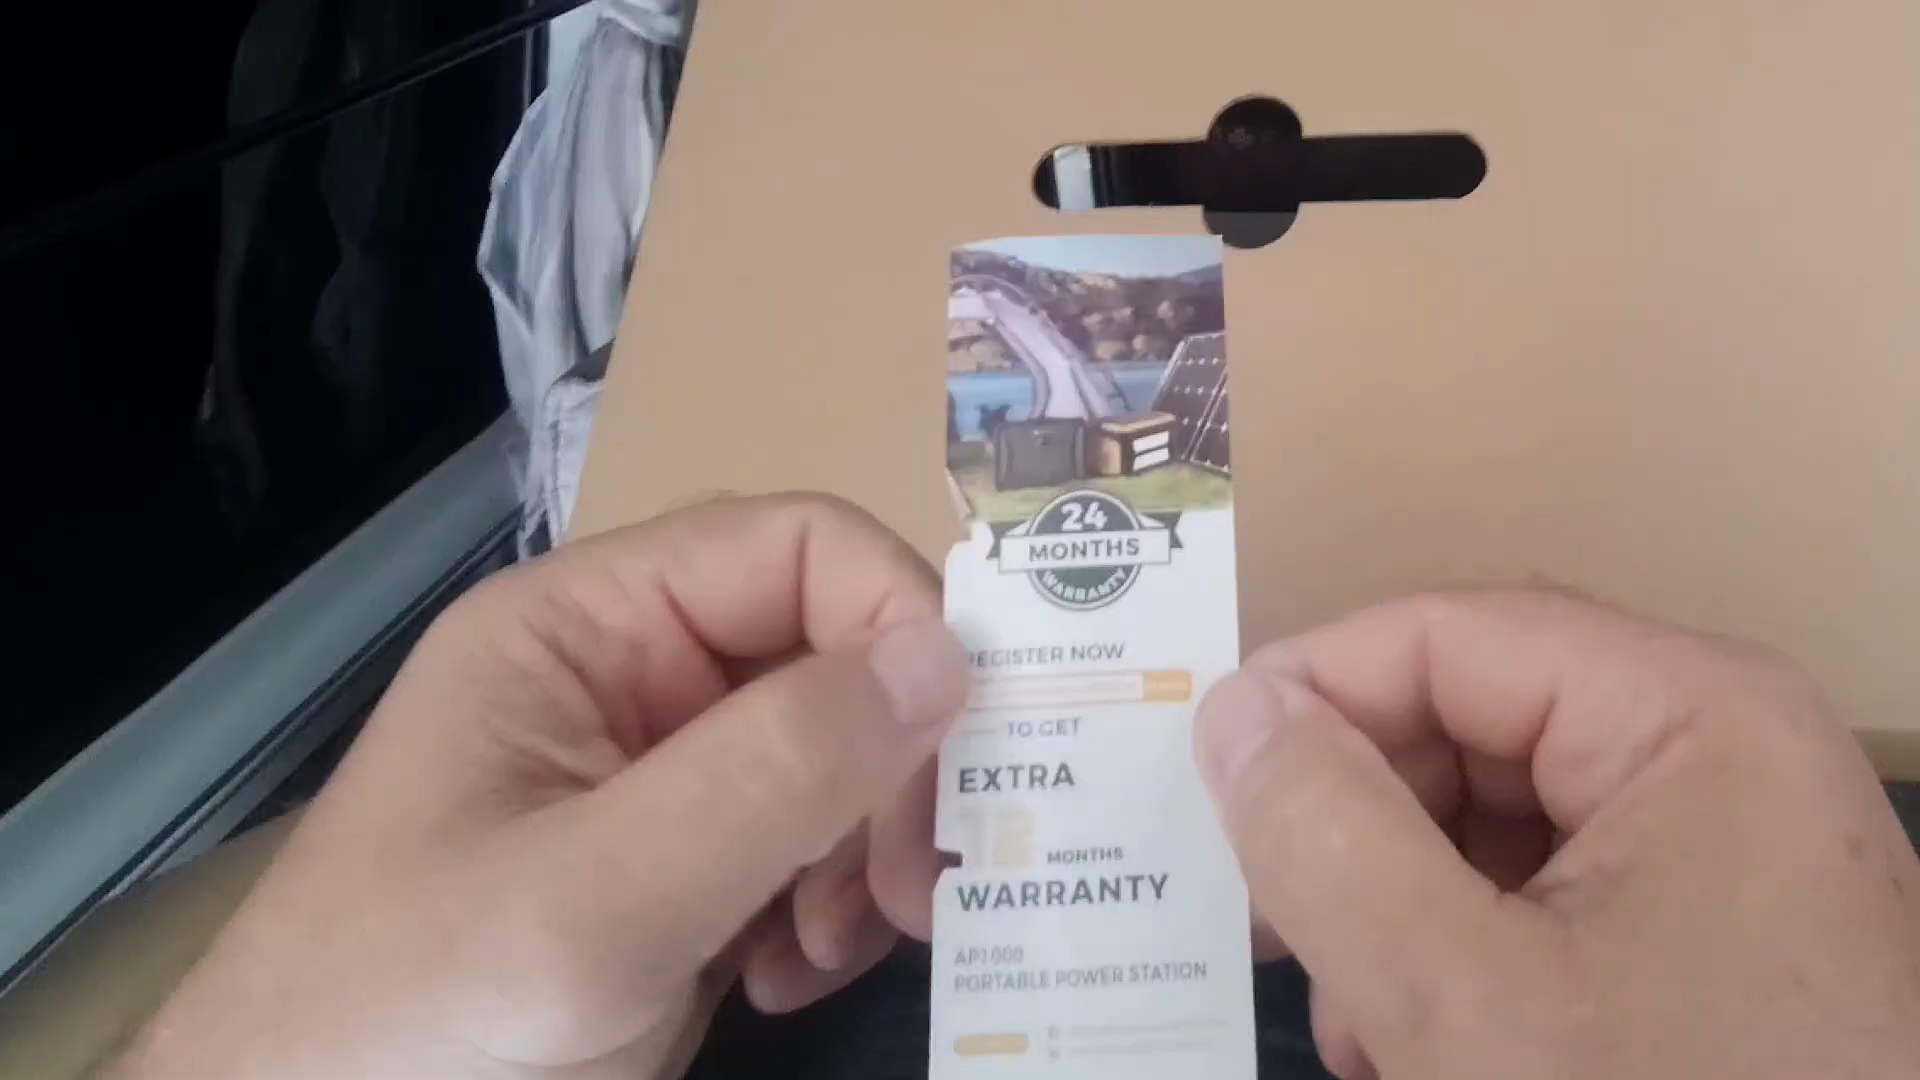 24
MONTHS
WARRANTY
REGISTER NOW
TO GET
EXTRA
12
MONTHS
WARRANTY
AP1000
PORTABLE POWER STATION